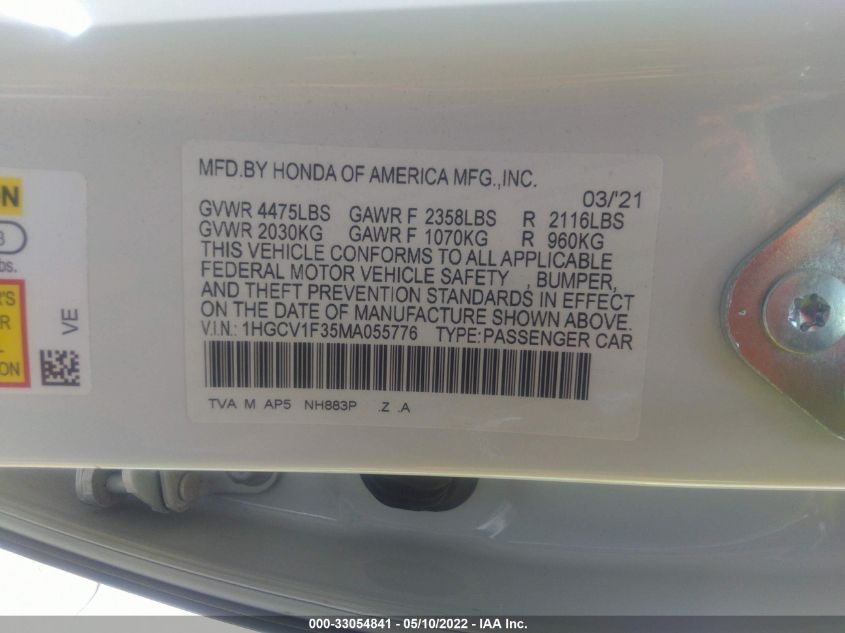 MFD.BY HONDA OF AMERICA MFG.,INC.
03/'21
GVWR 4475LBS GAWR F 2358LBS R 2116LBS
GVWR 2030KG GAWR F 1070KG R 960KG
THIS VEHICLE CONFORMS TO ALL APPLICABLE
FEDERAL MOTOR VEHICLE SAFETY , BUMPER,
AND THEFT PREVENTION STANDARDS IN EFFECT
ON THE DATE OF MANUFACTURE SHOWN ABOVE.
V.I.N.: 1HGCV1F35MA055776 TYPE:PASSENGER CAR
TVA M AP5 NH883P .Z .A
VE
000-33054841 - 05/10/2022 - IAA Inc.